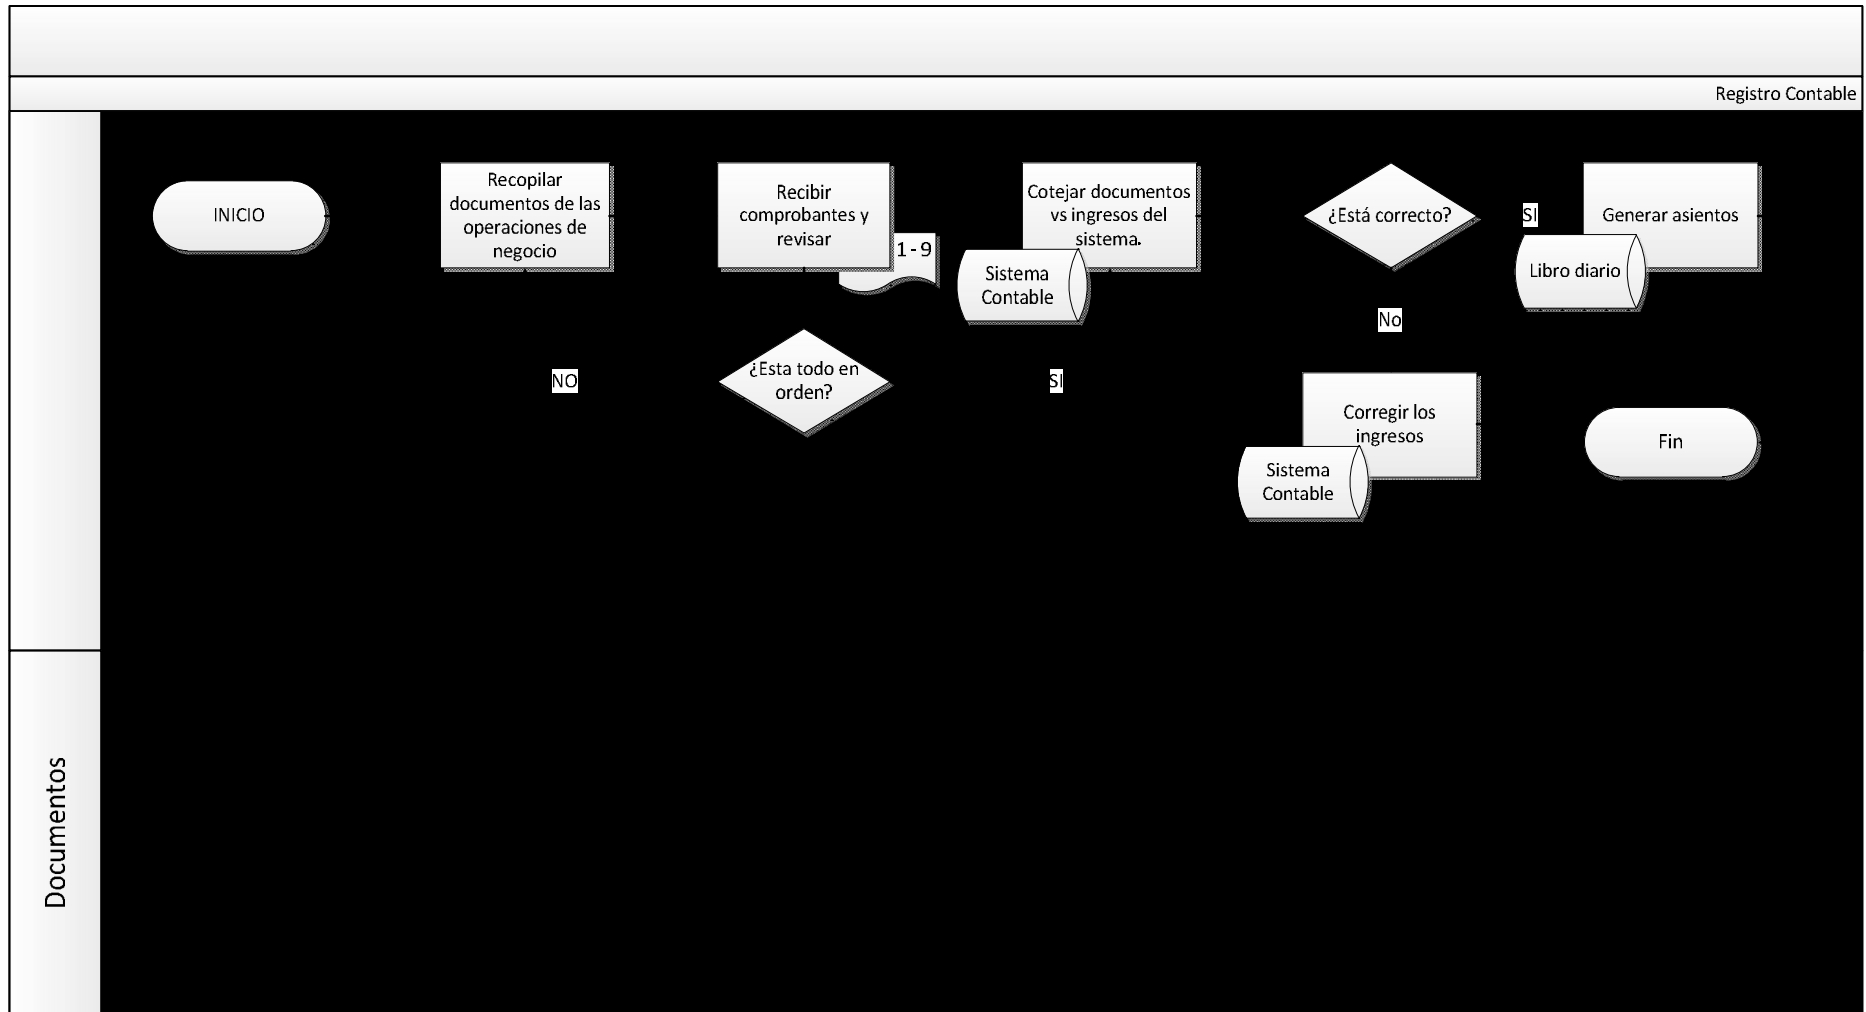 Registro Contable
INICIO
Recopilar
documentos de las
operaciones de
negocio
Recibir
comprobantes y
revisar
1-9
Cotejar documentos
vs ingresos del
sistema.
Sistema
Contable
¿Está correcto?
SI
Generar asientos
Libro diario
No
NO
¿Esta todo en
orden?
SI
Corregir los
ingresos
Sistema
Contable
Fin
Documentos